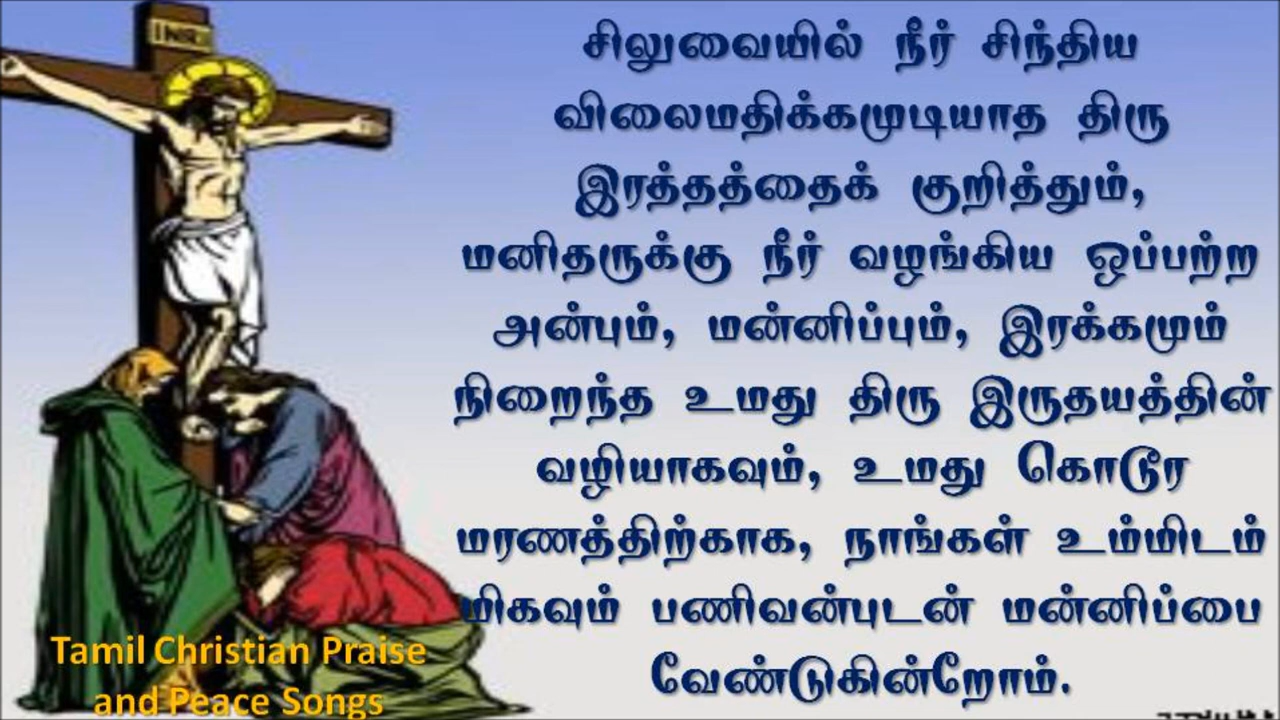 INRI
சிலுவையில் நீர் சிந்திய
விலைமதிக்கமுடியாத திரு
இரத்தத்தைக் குறித்தும்,
மனிதருக்கு நீர் வழங்கிய ஒப்பற்ற
அன்பும், மன்னிப்பும், இரக்கமும்
நிறைந்த உமது திரு இருதயத்தின்
வழியாகவும், உமது கொடூர
மரணத்திற்காக, நாங்கள் உம்மிடம்
மிகவும் பணிவன்புடன் மன்னிப்பை
வேண்டுகின்றோம்.
Tamil Christian Praise
and Peace Songs